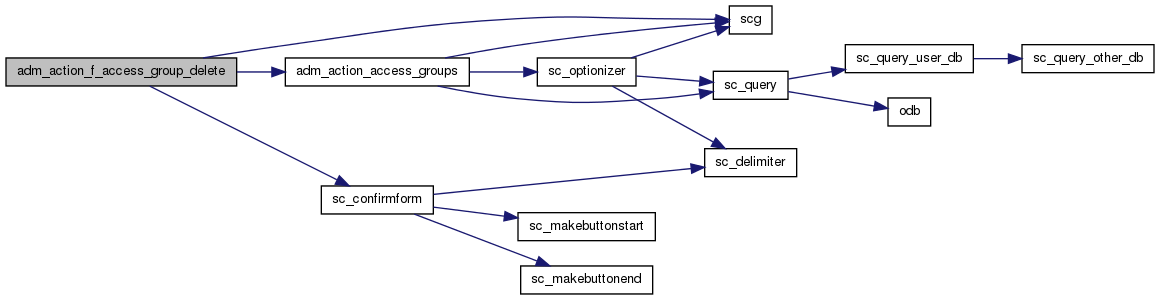 scg
adm_action_f_access_group_delete
adm_action_access_groups
sc_optionizer
sc_query
sc_query_user_db
sc_query_other_db
odb
sc_delimiter
sc_confirmform
sc_makebuttonstart
sc_makebuttonend